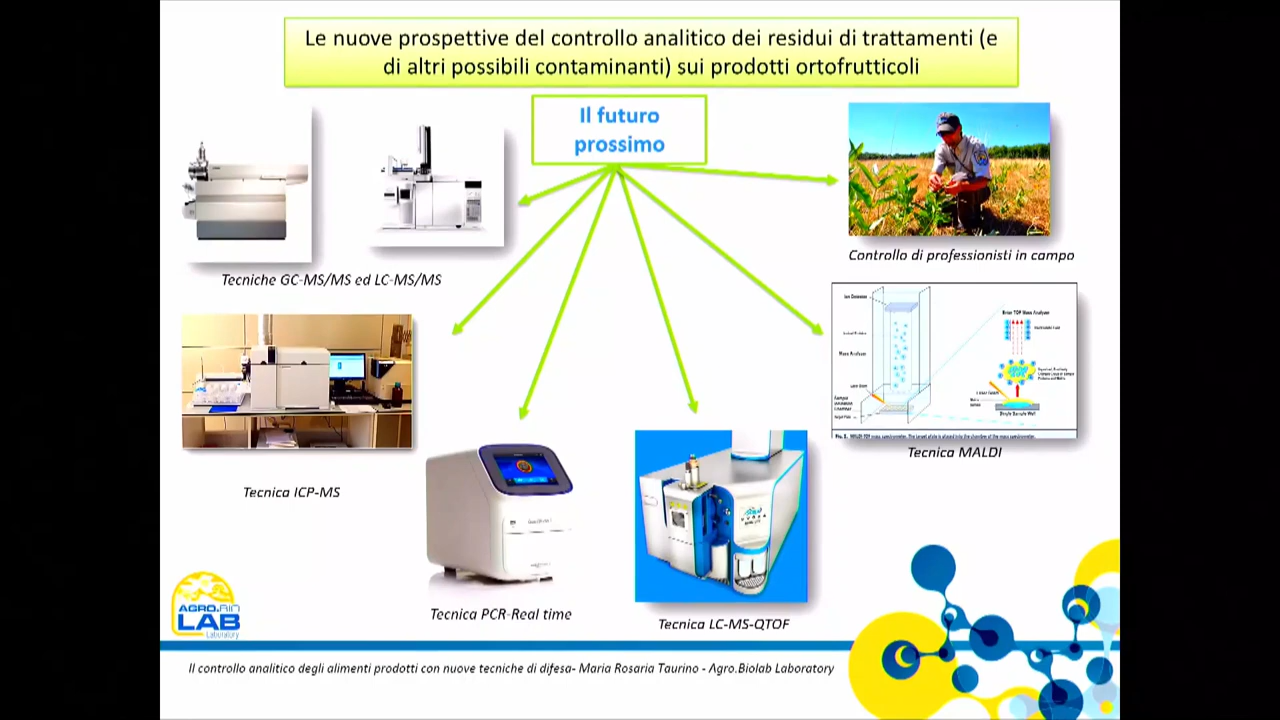 Le nuove prospettive del controllo analitico dei residui di trattamenti (e
di altri possibili contaminanti) sui prodotti ortofrutticoli
Il futuro
prossimo
Tecniche GC-MS/MS ed LC-MS/MS
Controllo di professionisti in campo
Mass Analyzer
Tecnica MALDI
Tecnica ICP-MS
Tecnica PCR-Real time
Tecnica LC-MS-QTOF
AGRO.BIO
LAB
Laboratory
Il controllo analitico degli alimenti prodotti con nuove tecniche di difesa- Maria Rosaria Taurino - Agro.Biolab Laboratory